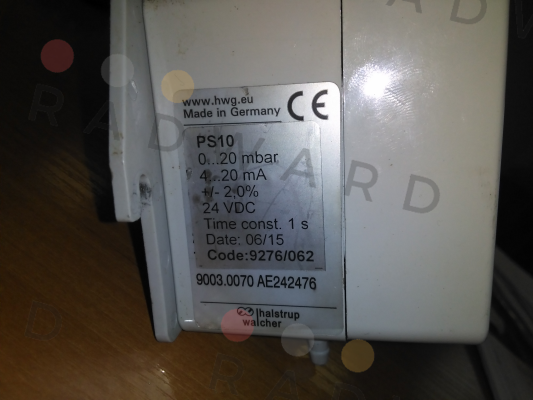 www.hwg.eu
Made in Germany
CE
PS10
0...20 mbar
4...20 mA
+/- 2,0%
24 VDC
Time const. 1 s
Date: 06/15
Code:9276/062
9003.0070 AE242476
halstrup
walcher
RADWARD